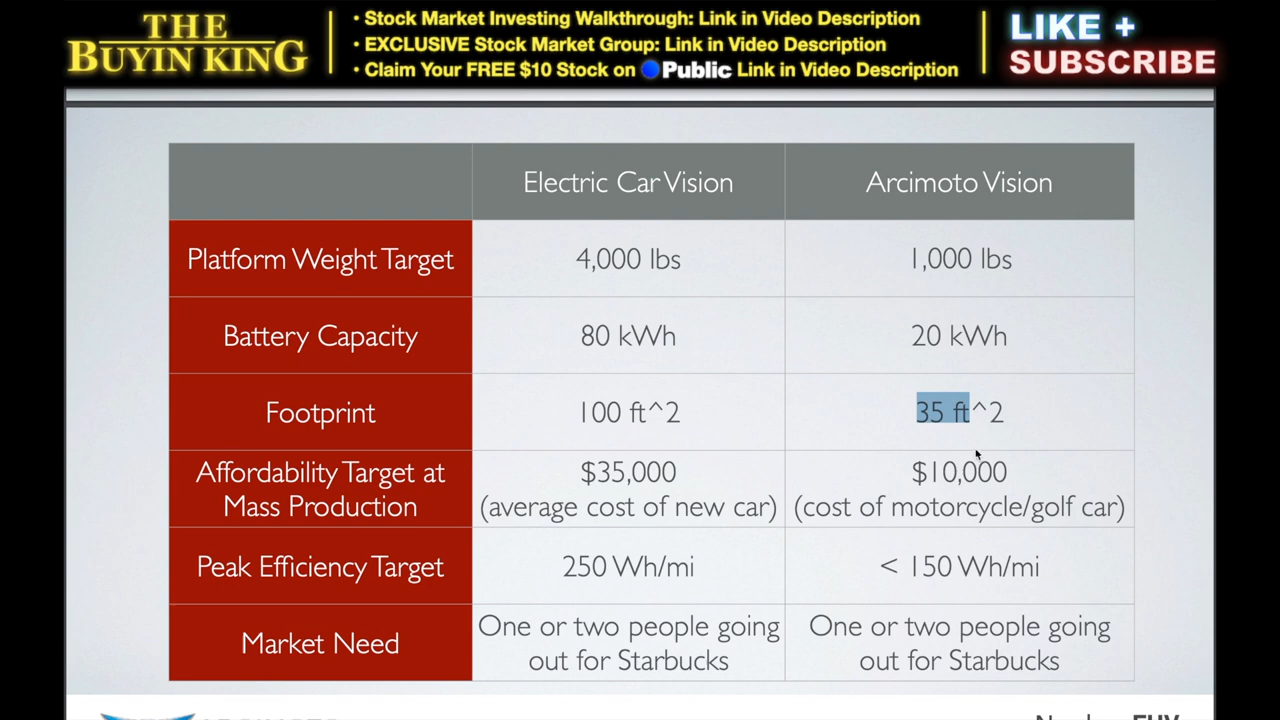 THE
BUYIN KING
• Stock Market Investing Walkthrough: Link in Video Description
• EXCLUSIVE Stock Market Group: Link in Video Description
• Claim Your FREE $10 Stock on Public Link in Video Description
LIKE +
SUBSCRIBE
Electric Car Vision
Arcimoto Vision
Platform Weight Target
4,000 lbs
1,000 lbs
Battery Capacity
80 kWh
20 kWh
Footprint
100 ft^2
35 ft^2
Affordability Target at
Mass Production
$35,000
(average cost of new car)
$10,000
(cost of motorcycle/golf car)
Peak Efficiency Target
250 Wh/mi
< 150 Wh/mi
Market Need
One or two people going
out for Starbucks
One or two people going
out for Starbucks